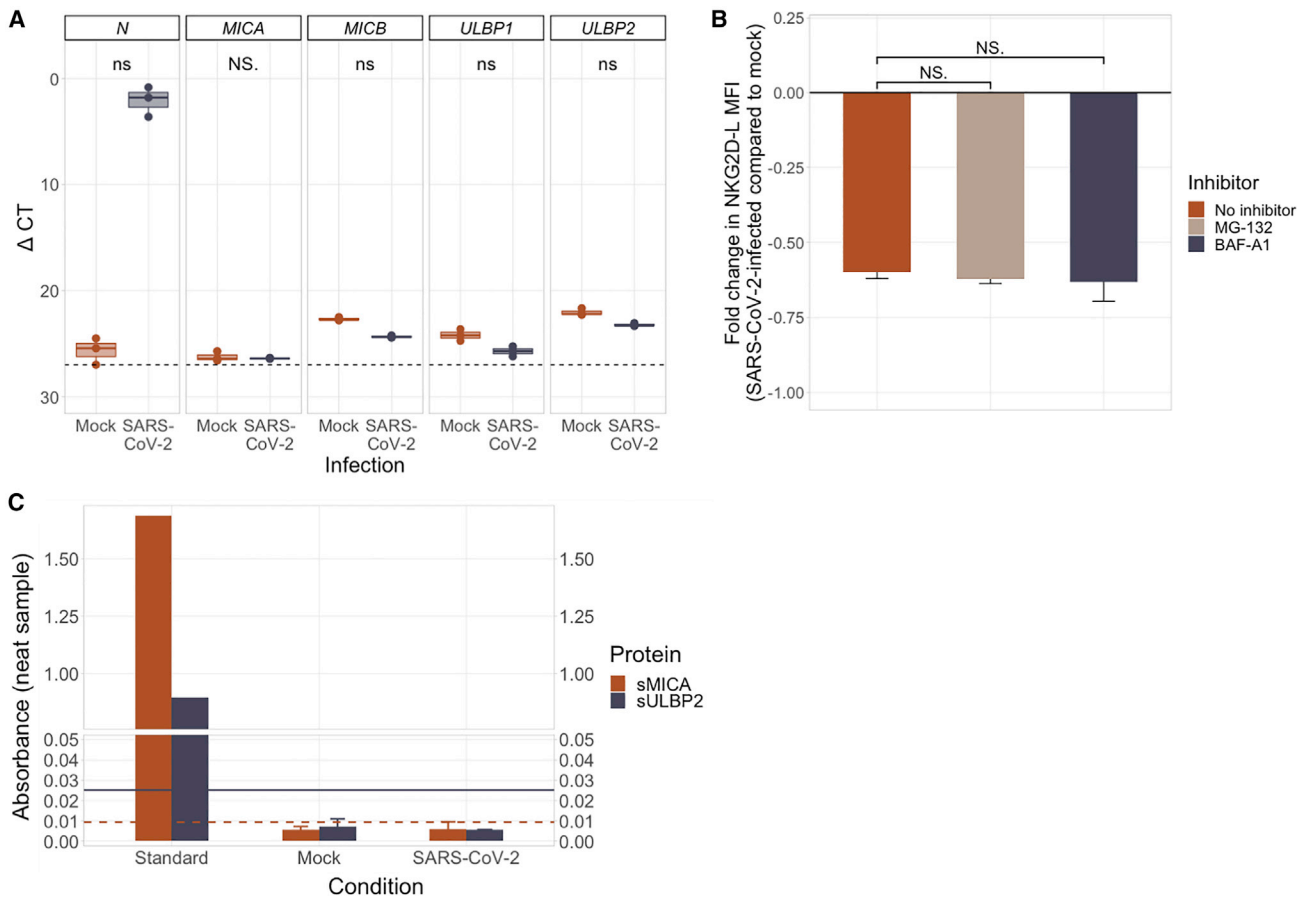 A
N MICA MICB ULBP1 ULBP2
ns NS. ns ns ns
0
10
20
30
Δ CT
Mock SARS-CoV-2 Mock SARS-CoV-2 Mock SARS-CoV-2 Mock SARS-CoV-2 Mock SARS-CoV-2
Infection
B
0.25
0.00
-0.25
-0.50
-0.75
-1.00
Fold change in NKG2D-L MFI
(SARS-CoV-2-infected compared to mock)
NS.
NS.
Inhibitor
No inhibitor
MG-132
BAF-A1
C
1.50 1.50
1.25 1.25
1.00 1.00
0.05 0.05
0.04 0.04
0.03 0.03
0.02 0.02
0.01 0.01
0.00 0.00
Absorbance (neat sample)
Standard Mock SARS-CoV-2
Condition
Protein
sMICA
sULBP2